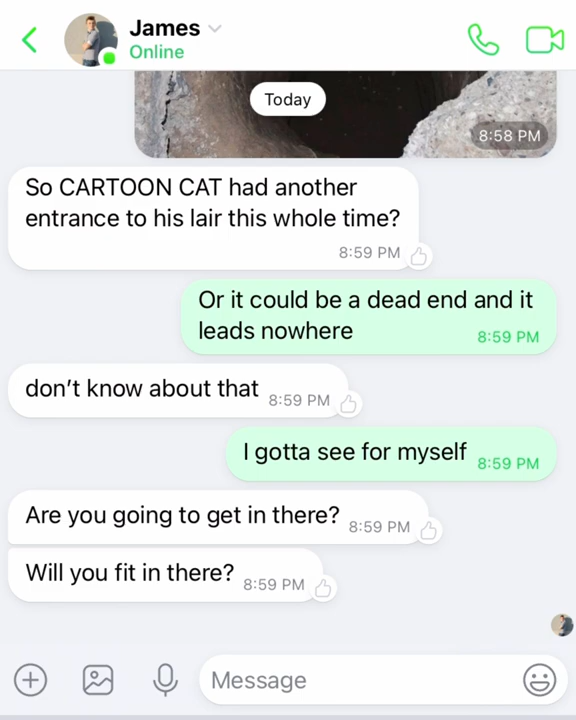 James
Online
Today
8:58 PM
So CARTOON CAT had another
entrance to his lair this whole time?
8:59 PM
Or it could be a dead end and it
leads nowhere
8:59 PM
don’t know about that
8:59 PM
I gotta see for myself
8:59 PM
Are you going to get in there?
8:59 PM
Will you fit in there?
8:59 PM
Message